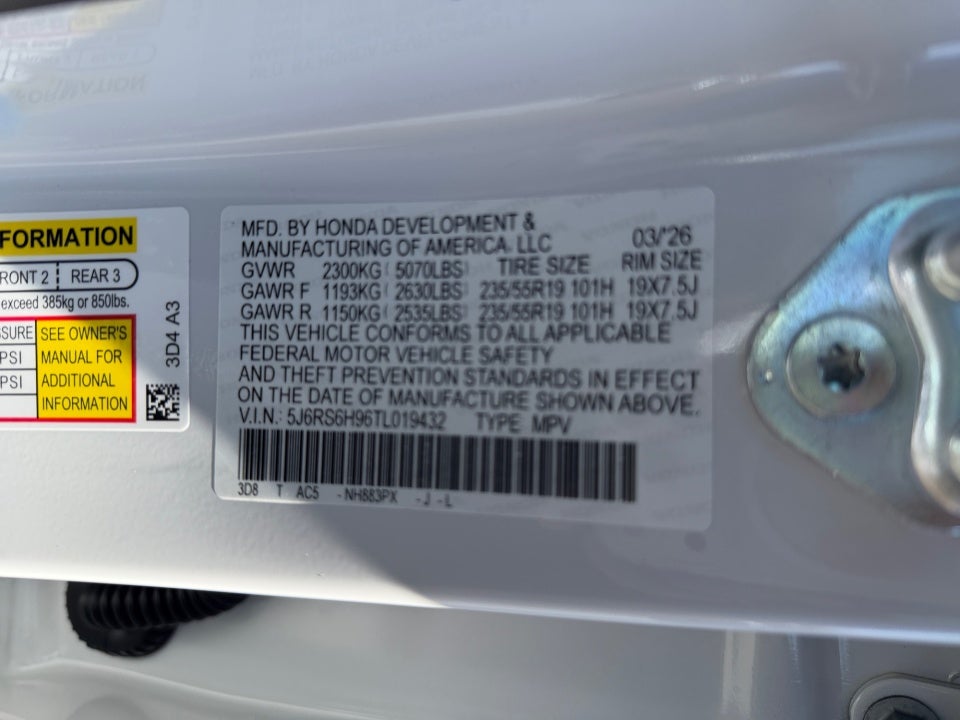 FORMATION
RONT 2 REAR 3
exceed 385kg or 850lbs.
SSURE SEE OWNER'S
PSI MANUAL FOR
PSI ADDITIONAL
INFORMATION
3D4 A3
MFD. BY HONDA DEVELOPMENT &
MANUFACTURING OF AMERICA, LLC 03/'26
GVWR 2300KG ( 5070LBS) TIRE SIZE RIM SIZE
GAWR F 1193KG ( 2630LBS) 235/55R19 101H 19X7.5J
GAWR R 1150KG ( 2535LBS) 235/55R19 101H 19X7.5J
THIS VEHICLE CONFORMS TO ALL APPLICABLE
FEDERAL MOTOR VEHICLE SAFETY
AND THEFT PREVENTION STANDARDS IN EFFECT
ON THE DATE OF MANUFACTURE SHOWN ABOVE.
V.I.N.: 5J6RS6H96TL019432 TYPE MPV
3D8 T AC5 - NH883PX - J - L